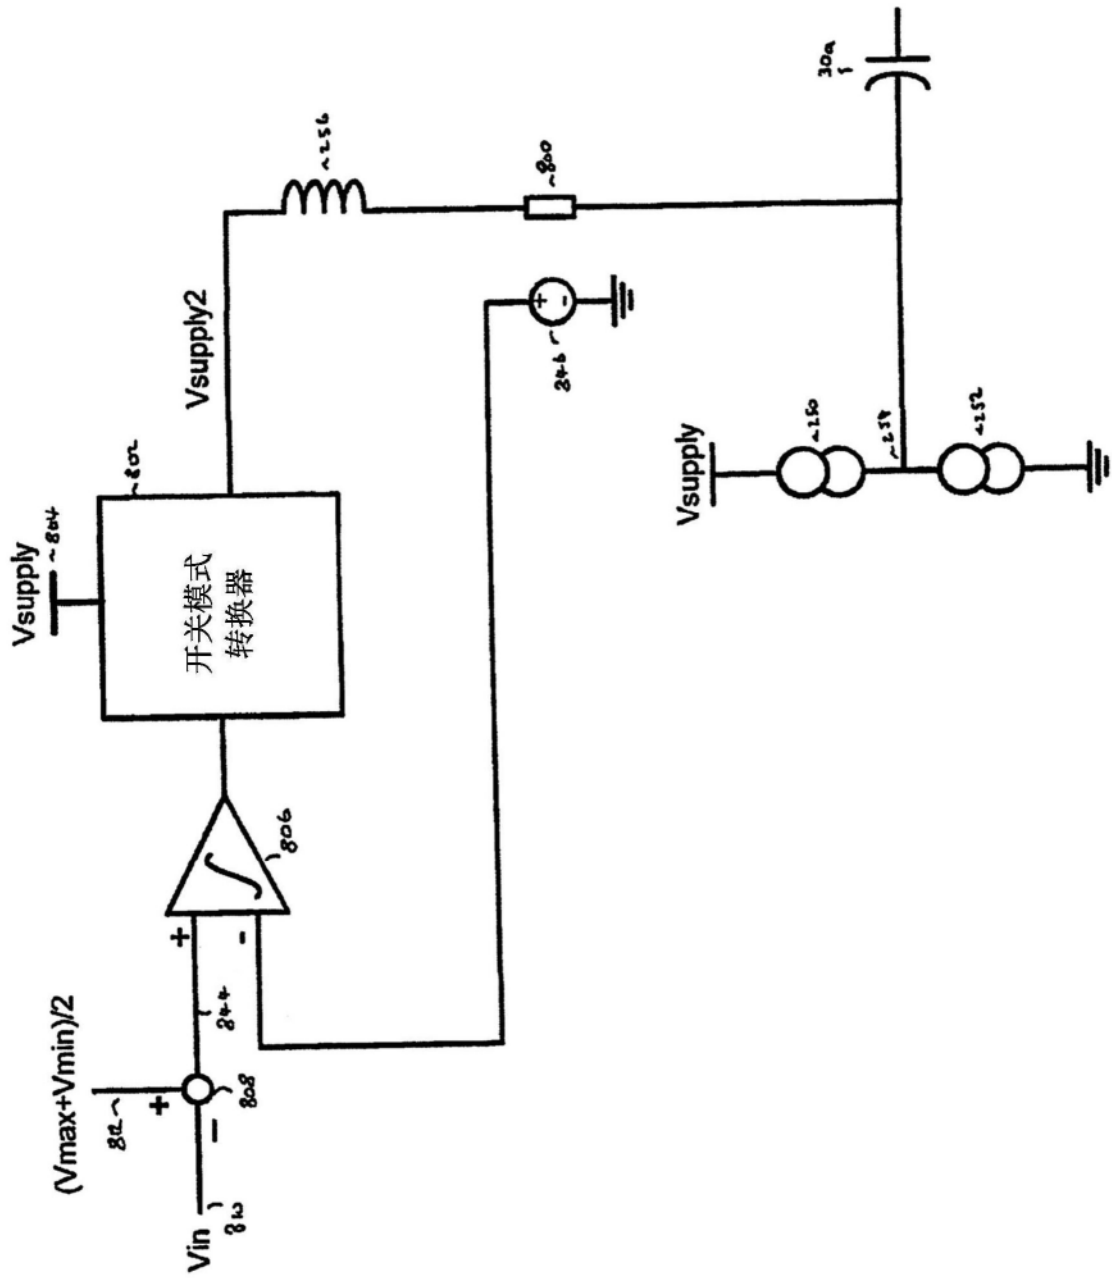 Vsupply
804
(Vmax+Vmin)/2
812
+
Vin
810
−
808
844
+
-
806
802
开关模式
转换器
Vsupply2
256
800
846
+
-
Vsupply
250
254
252
30a